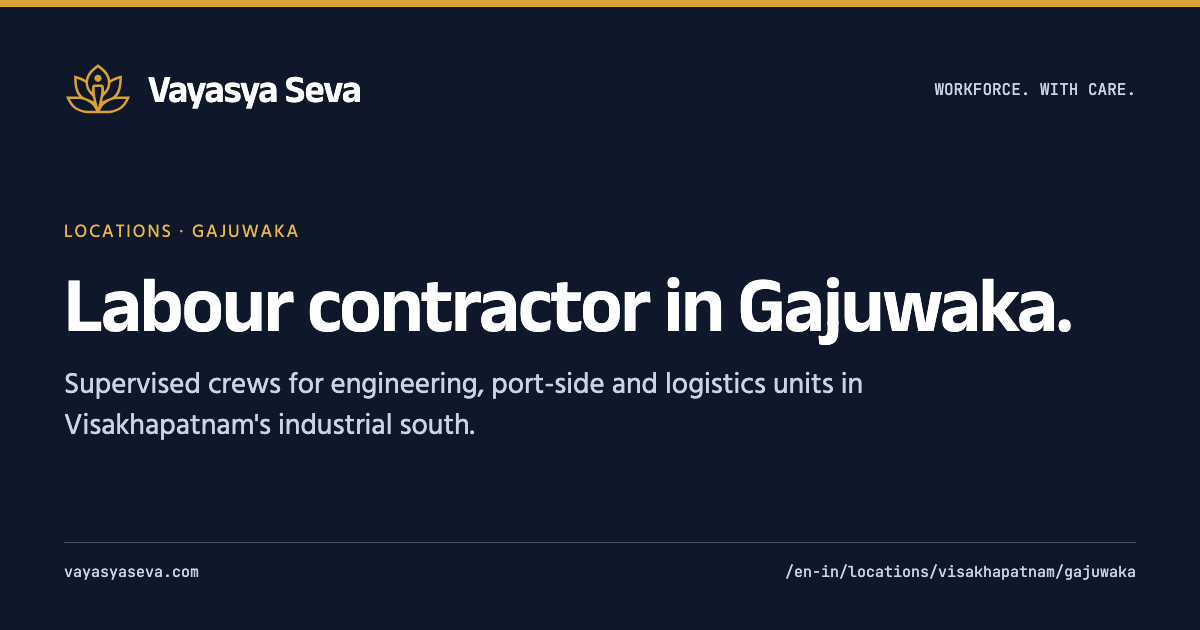 Vayasya Seva
WORKFORCE. WITH CARE.
LOCATIONS · GAJUWAKA
Labour contractor in Gajuwaka.
Supervised crews for engineering, port-side and logistics units in
Visakhapatnam's industrial south.
vayasyaseva.com
/en-in/locations/visakhapatnam/gajuwaka